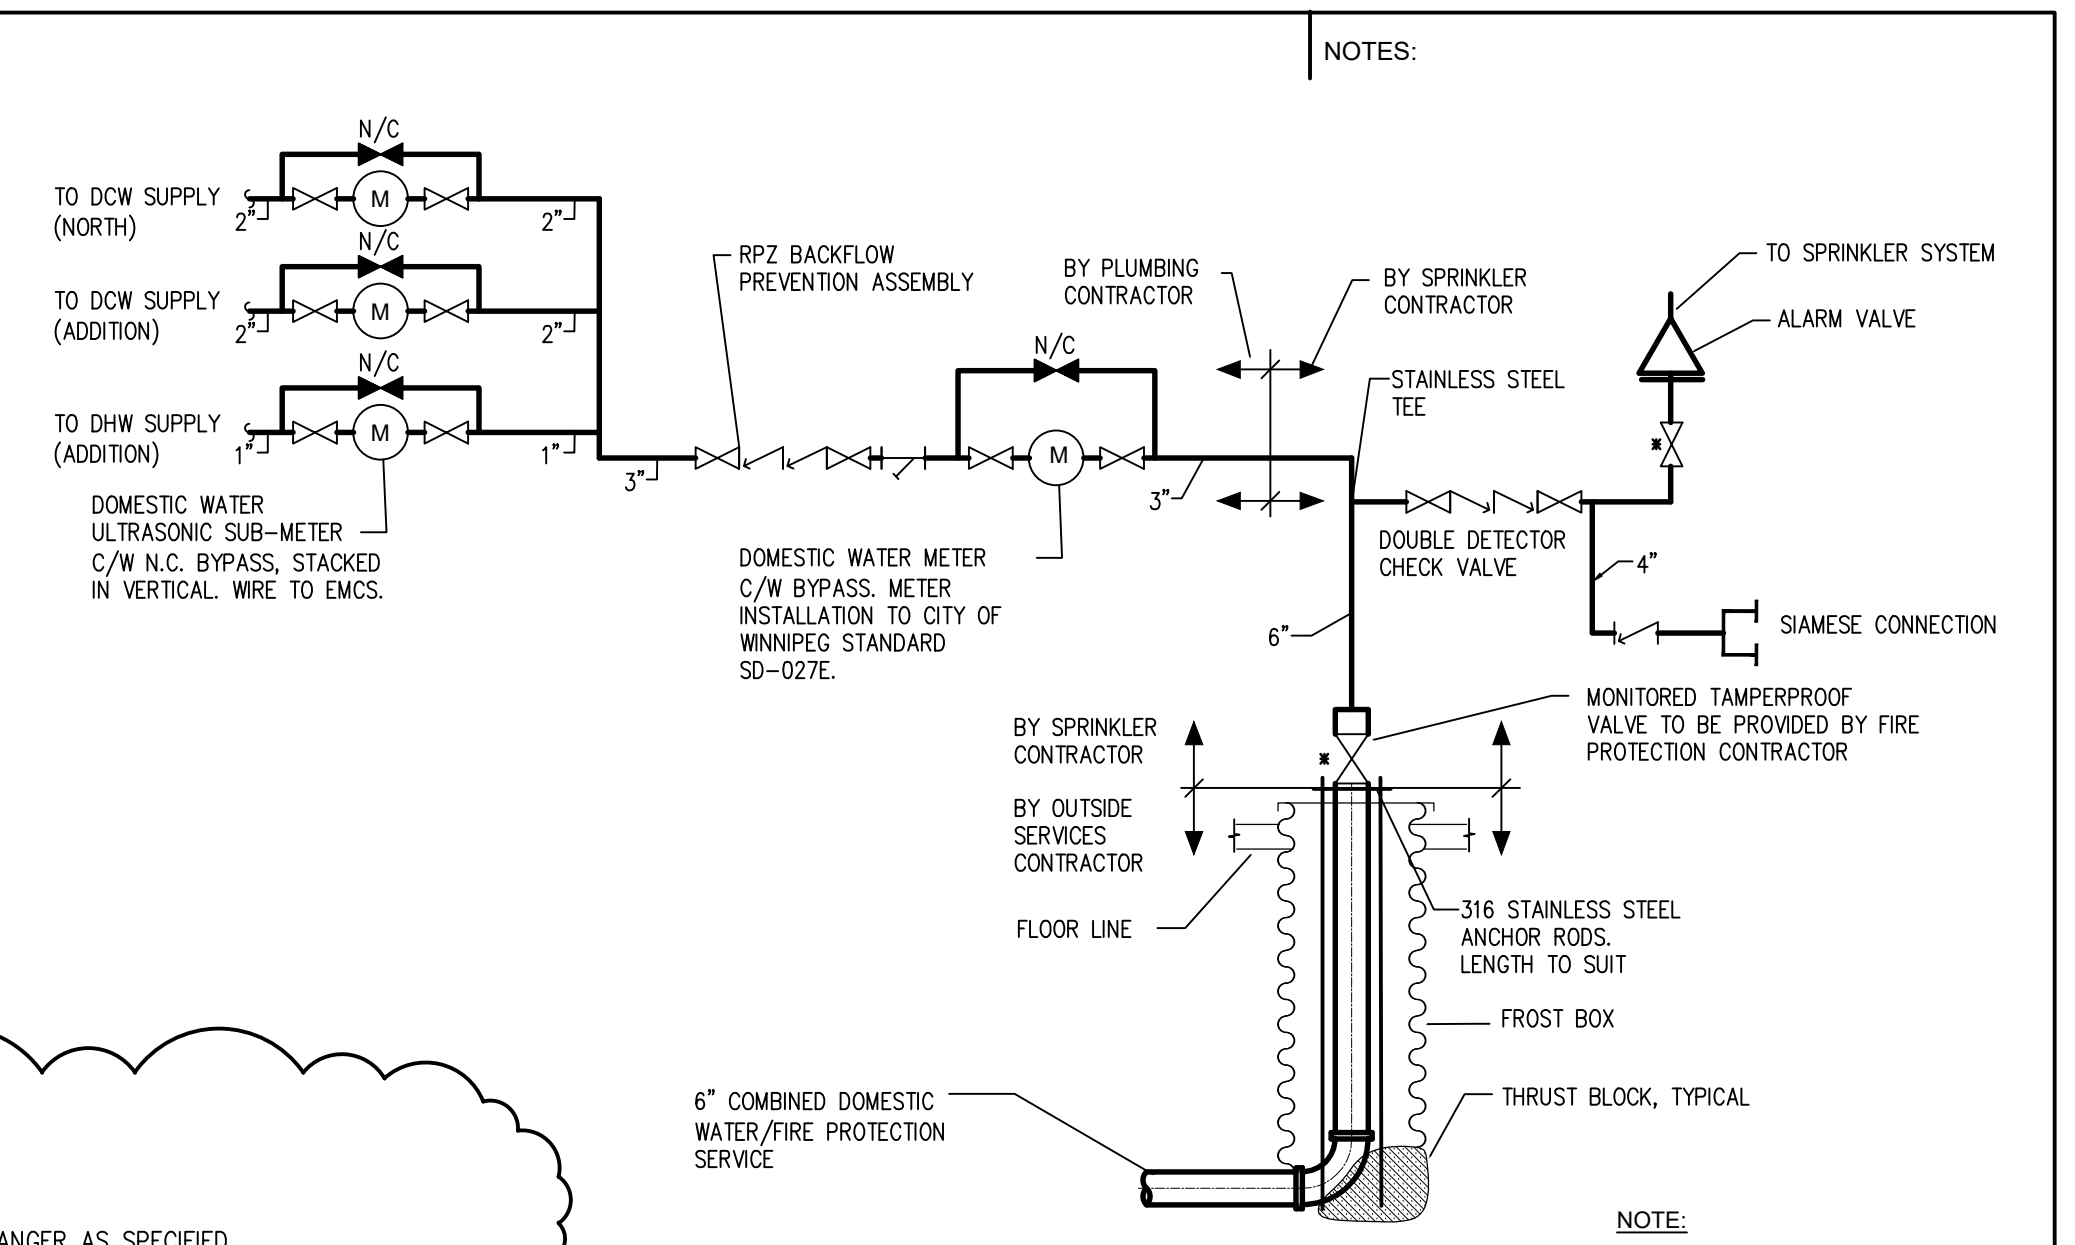 NOTES:
N/C
TO DCW SUPPLY
(NORTH)
2"
M
2"
N/C
TO DCW SUPPLY
(ADDITION)
2"
M
2"
N/C
TO DHW SUPPLY
(ADDITION)
1"
M
1"
DOMESTIC WATER
ULTRASONIC SUB-METER
C/W N.C. BYPASS, STACKED
IN VERTICAL. WIRE TO EMCS.
3"
RPZ BACKFLOW
PREVENTION ASSEMBLY
N/C
M
3"
DOMESTIC WATER METER
C/W BYPASS. METER
INSTALLATION TO CITY OF
WINNIPEG STANDARD
SD-027E.
BY PLUMBING
CONTRACTOR
BY SPRINKLER
CONTRACTOR
STAINLESS STEEL
TEE
TO SPRINKLER SYSTEM
ALARM VALVE
*
DOUBLE DETECTOR
CHECK VALVE
4"
SIAMESE CONNECTION
6"
MONITORED TAMPERPROOF
VALVE TO BE PROVIDED BY FIRE
PROTECTION CONTRACTOR
BY SPRINKLER
CONTRACTOR
*
BY OUTSIDE
SERVICES
CONTRACTOR
FLOOR LINE
316 STAINLESS STEEL
ANCHOR RODS.
LENGTH TO SUIT
FROST BOX
THRUST BLOCK, TYPICAL
6" COMBINED DOMESTIC
WATER/FIRE PROTECTION
SERVICE
NOTE:
ANGER AS SPECIFIED